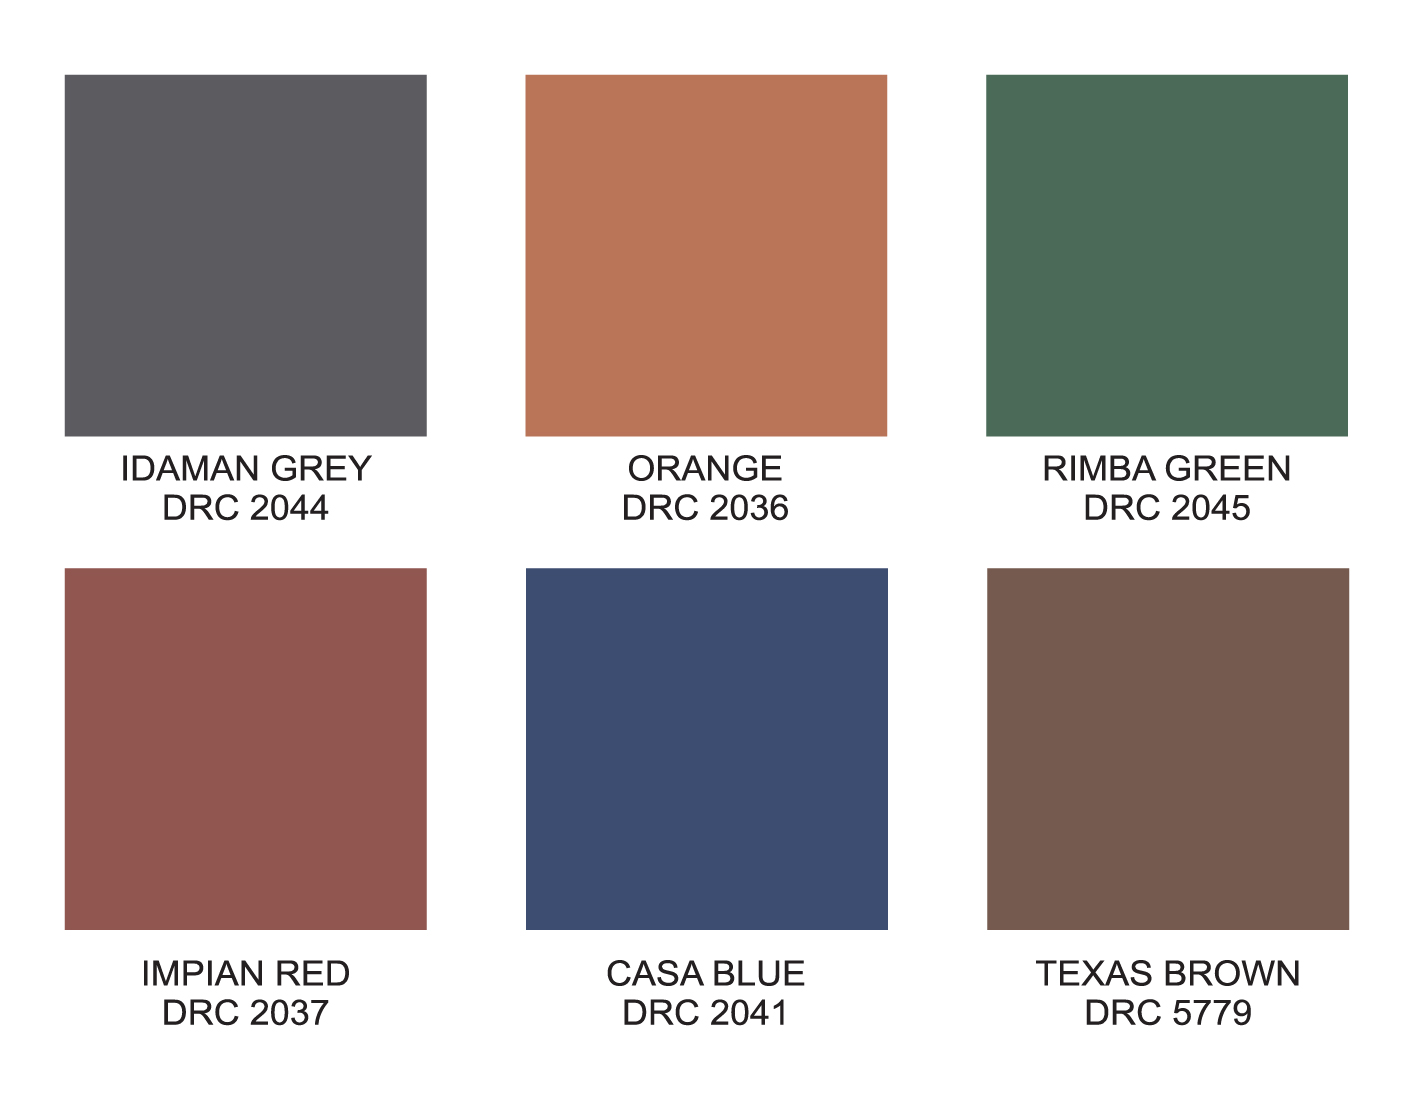 IDAMAN GREY
DRC 2044
ORANGE
DRC 2036
RIMBA GREEN
DRC 2045
IMPIAN RED
DRC 2037
CASA BLUE
DRC 2041
TEXAS BROWN
DRC 5779